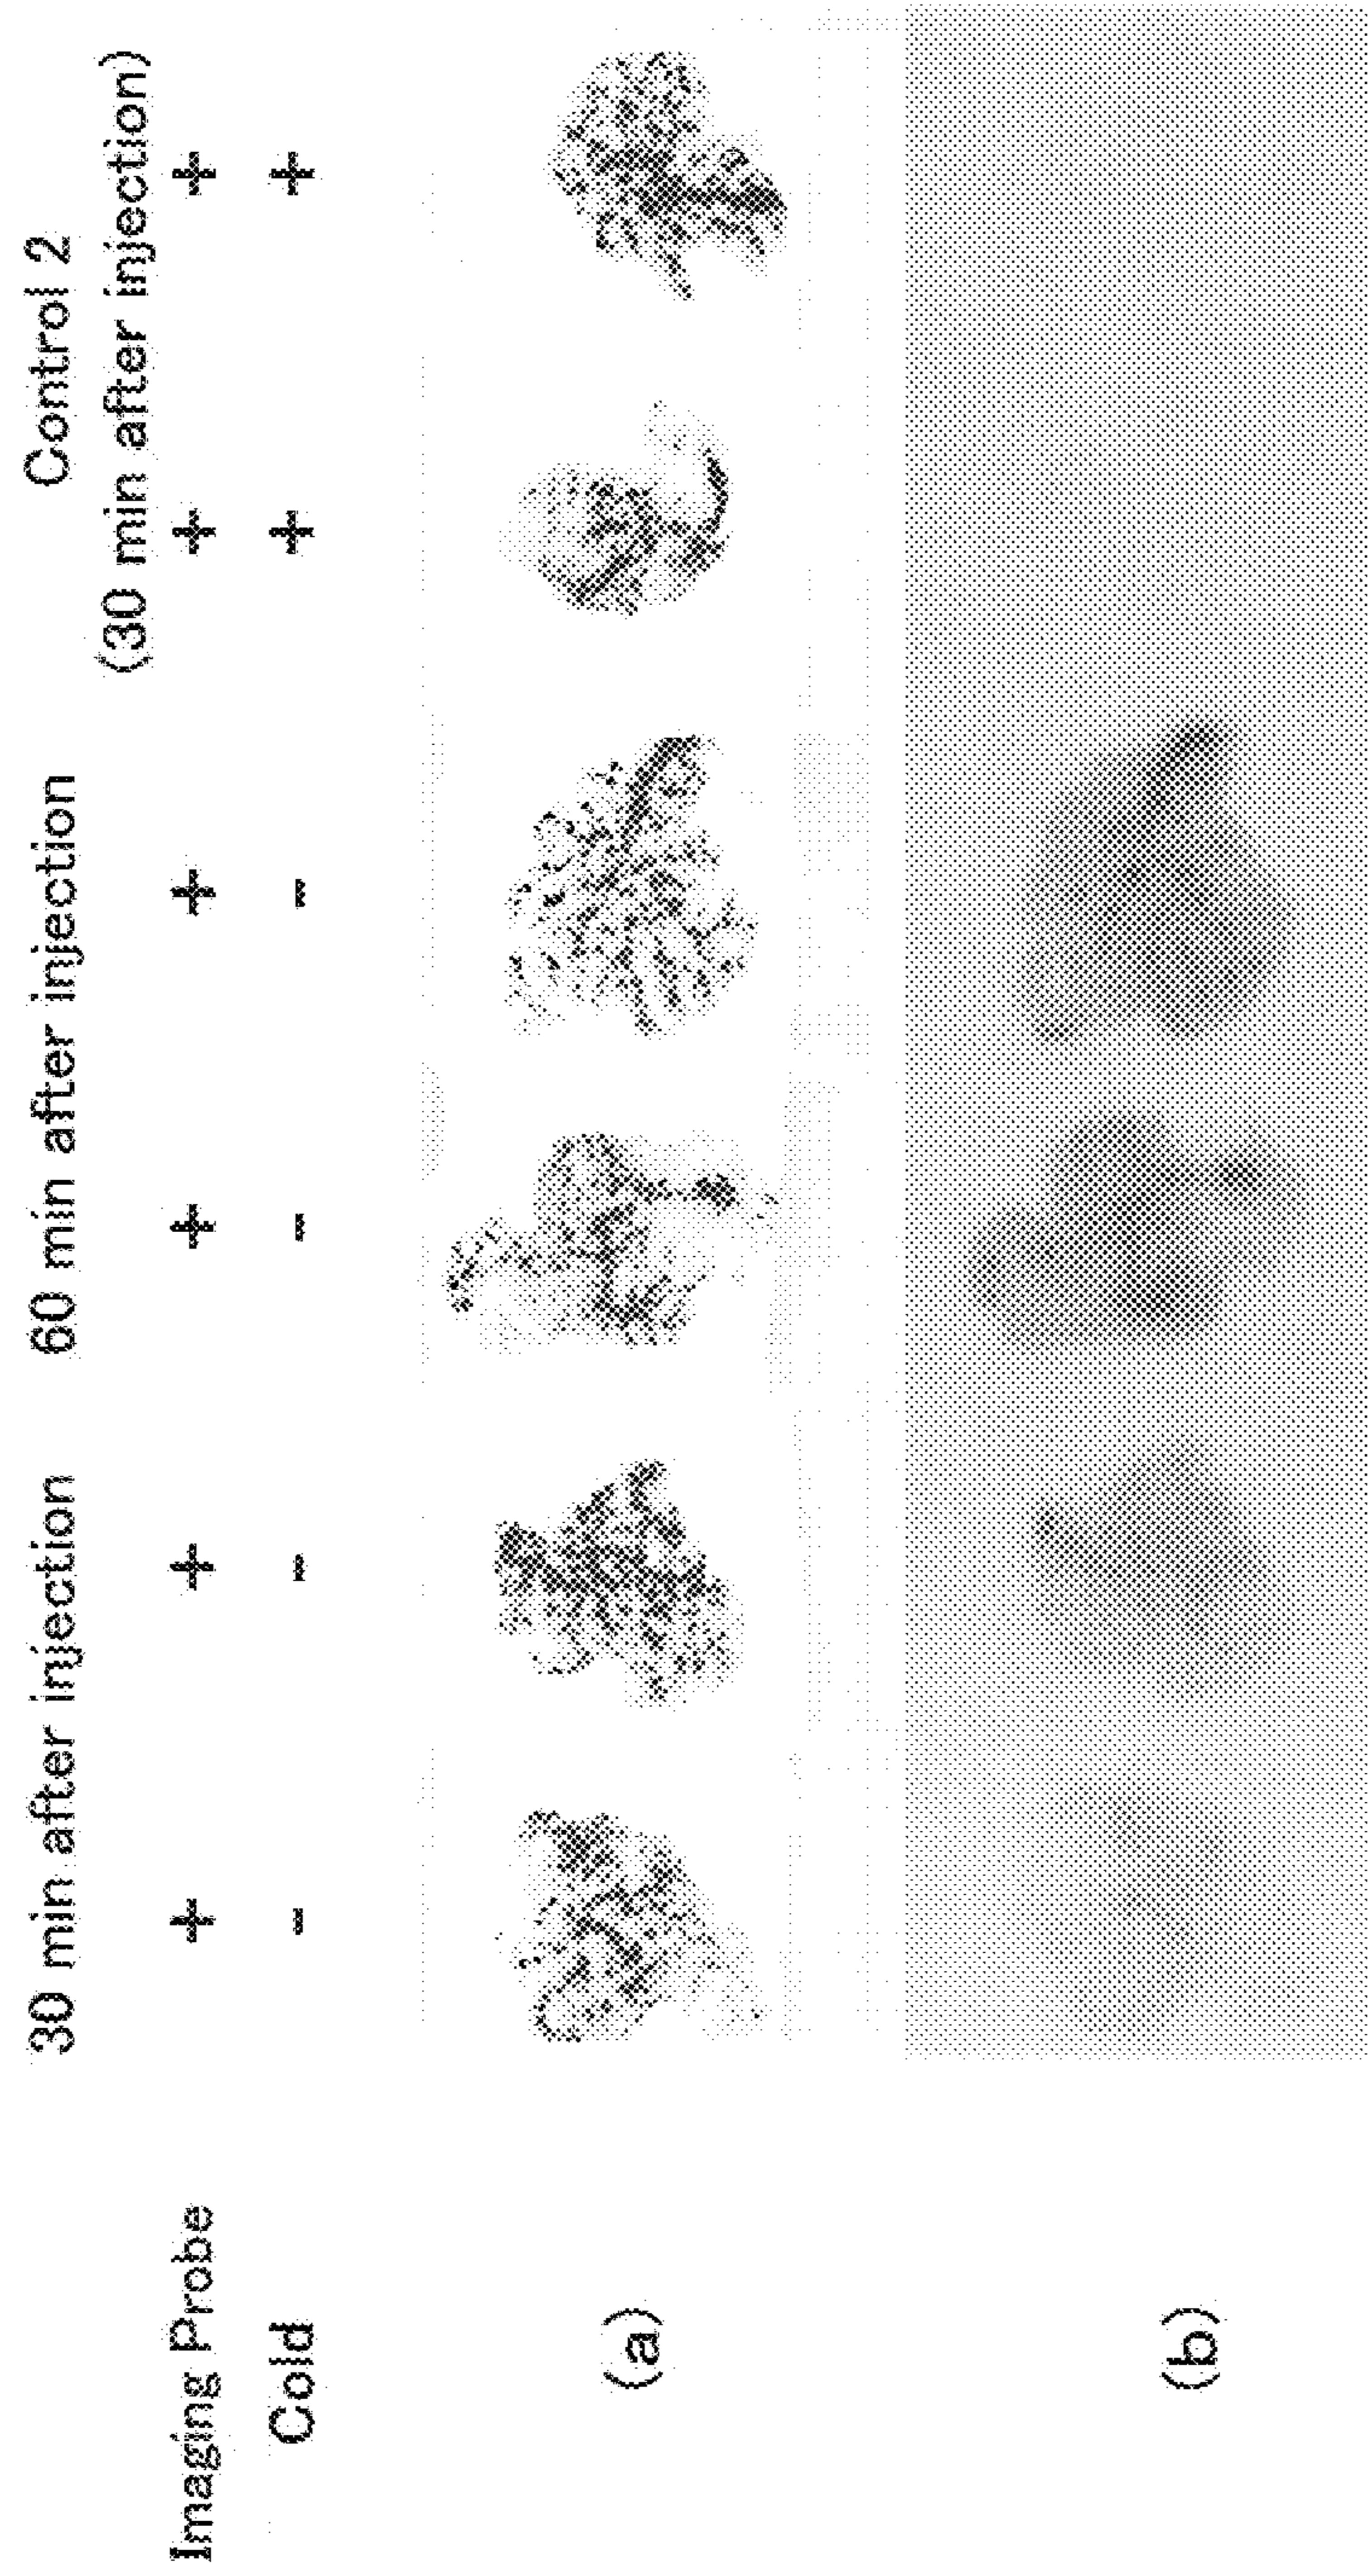 30 min after injection 60 min after injection Control 2
(30 min after injection)
Imaging Probe + + + + + +
Cold - - - - + +
(a)
(b)